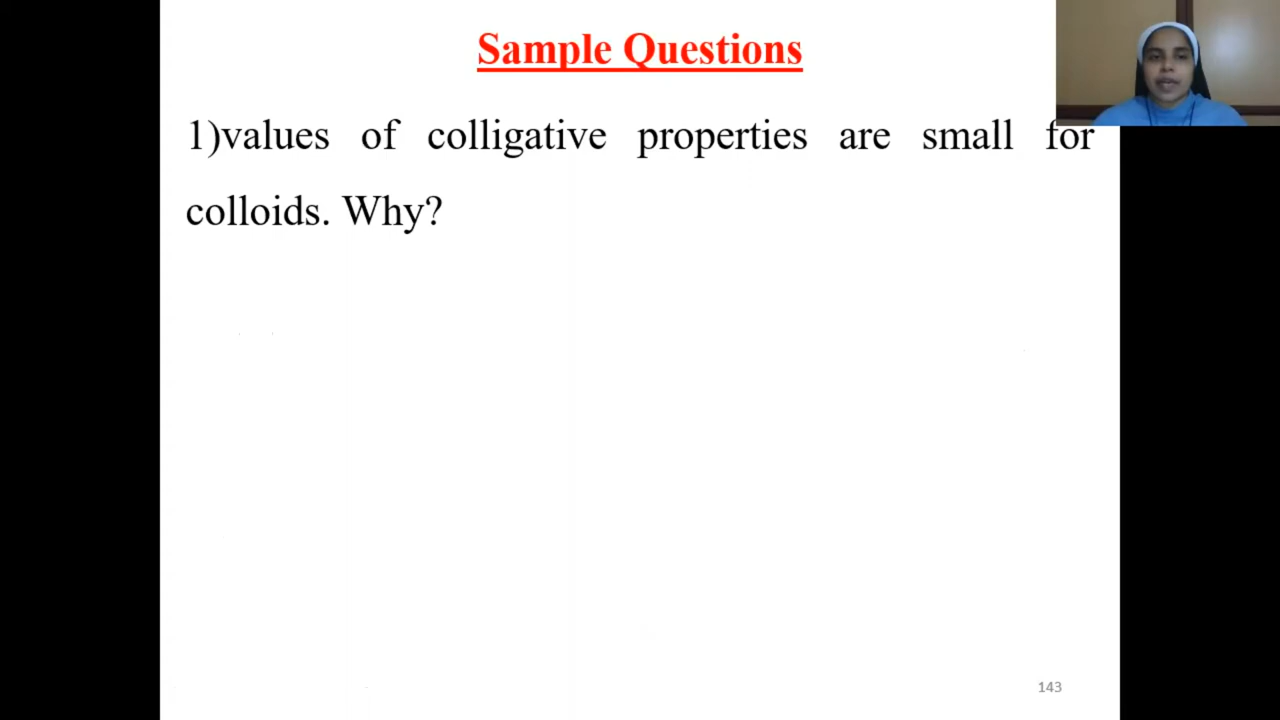 Sample Questions
1)values of colligative properties are small for
colloids. Why?
143